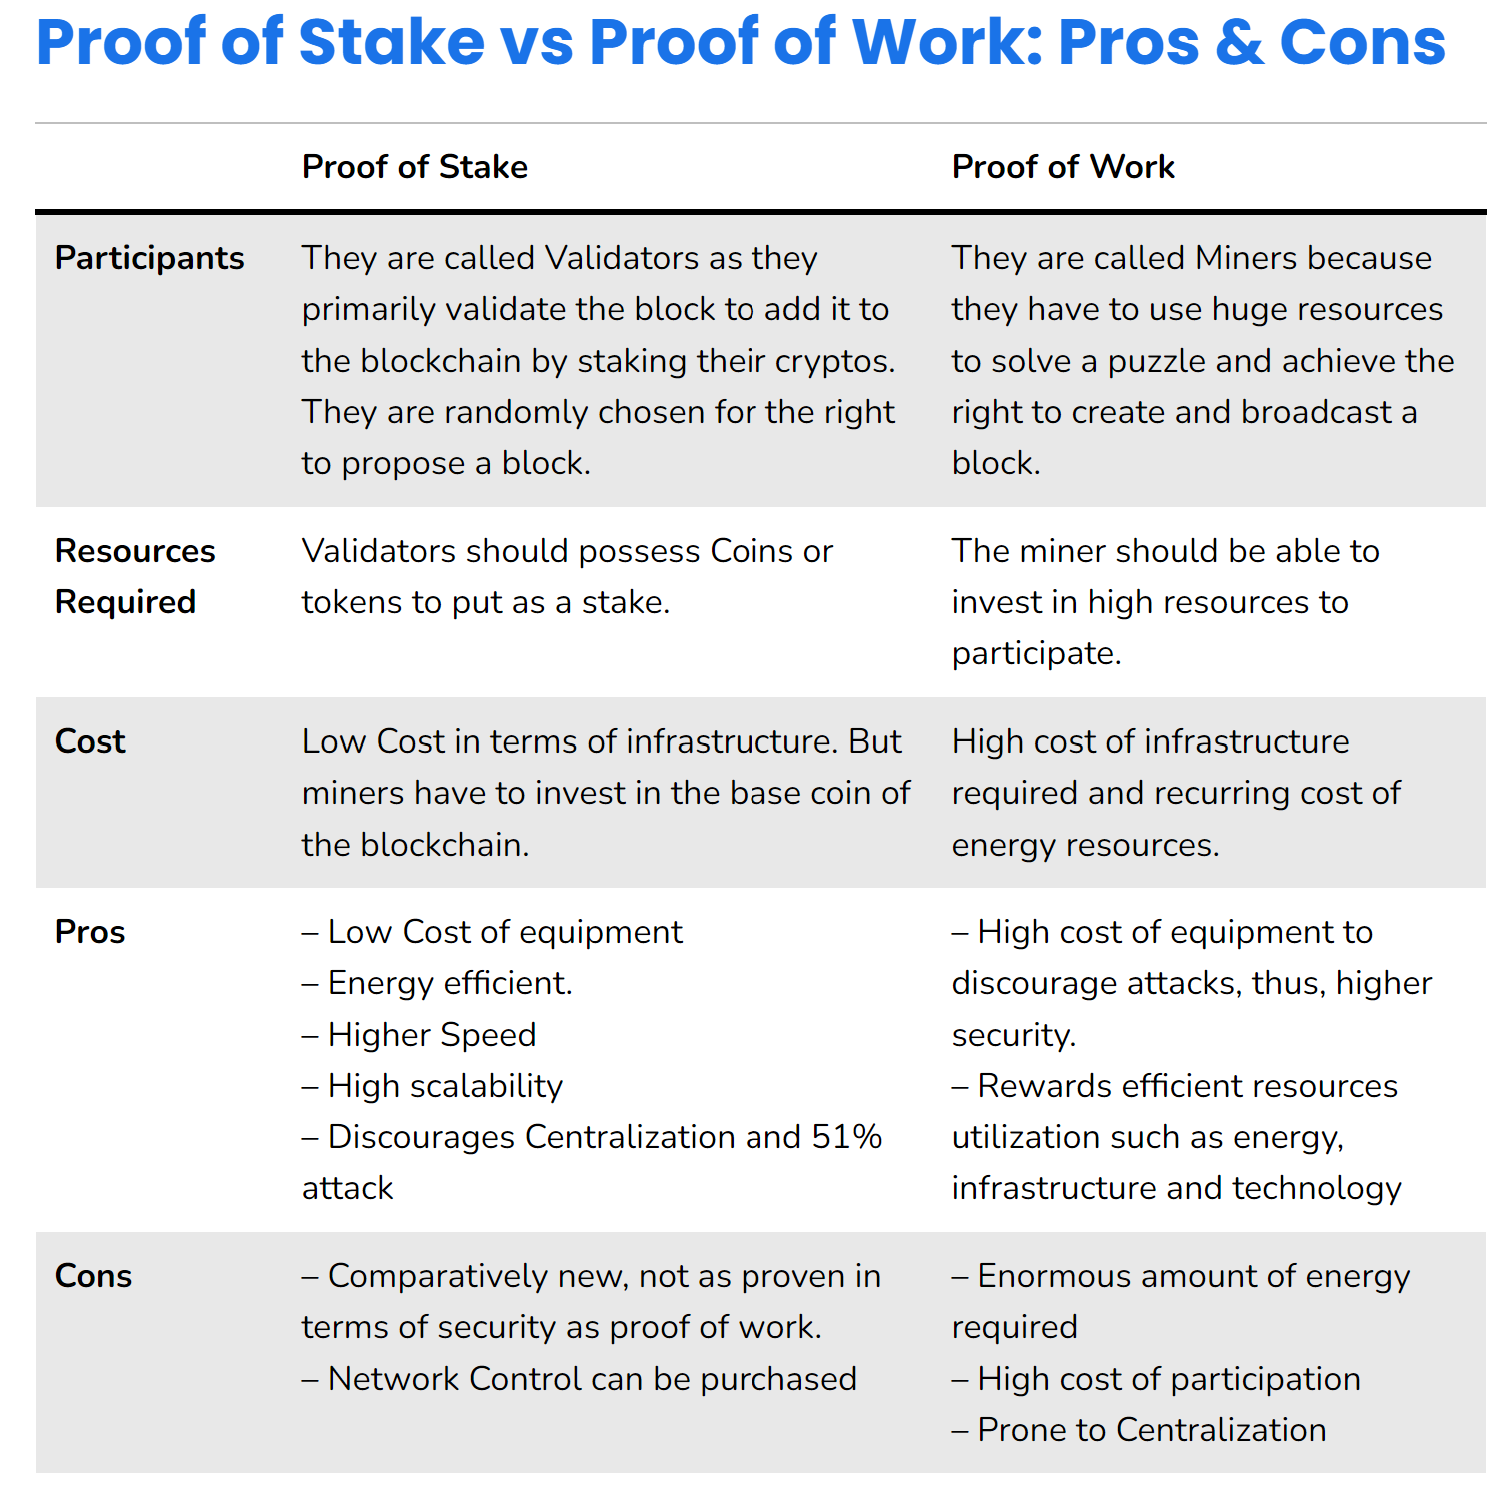 Proof of Stake vs Proof of Work: Pros & Cons
Proof of Stake
Proof of Work
Participants
They are called Validators as they
primarily validate the block to add it to
the blockchain by staking their cryptos.
They are randomly chosen for the right
to propose a block.
They are called Miners because
they have to use huge resources
to solve a puzzle and achieve the
right to create and broadcast a
block.
Resources
Required
Validators should possess Coins or
tokens to put as a stake.
The miner should be able to
invest in high resources to
participate.
Cost
Low Cost in terms of infrastructure. But
miners have to invest in the base coin of
the blockchain.
High cost of infrastructure
required and recurring cost of
energy resources.
Pros
– Low Cost of equipment
– Energy efficient.
– Higher Speed
– High scalability
– Discourages Centralization and 51%
attack
– High cost of equipment to
discourage attacks, thus, higher
security.
– Rewards efficient resources
utilization such as energy,
infrastructure and technology
Cons
– Comparatively new, not as proven in
terms of security as proof of work.
– Network Control can be purchased
– Enormous amount of energy
required
– High cost of participation
– Prone to Centralization